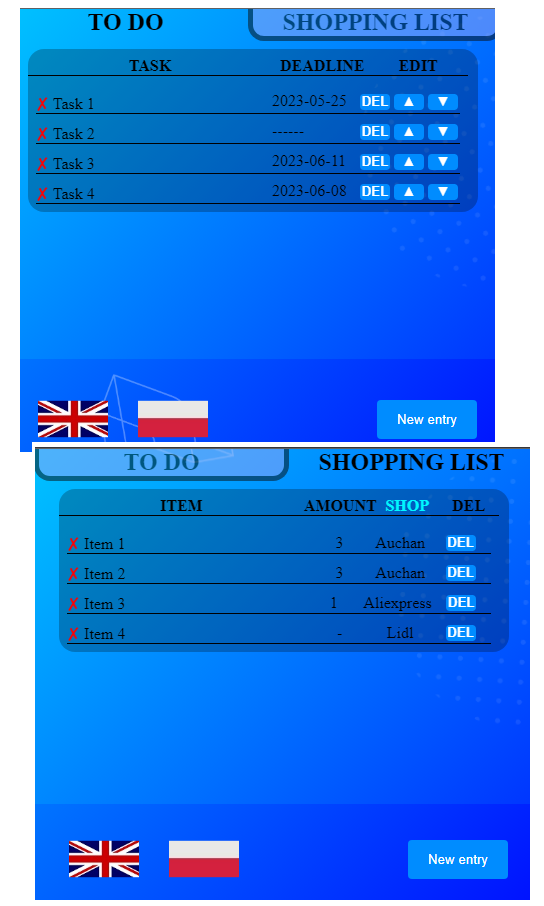 TO DO SHOPPING LIST
TASK DEADLINE EDIT
✗ Task 1 2023-05-25 DEL ▲ ▼
✗ Task 2 ------ DEL ▲ ▼
✗ Task 3 2023-06-11 DEL ▲ ▼
✗ Task 4 2023-06-08 DEL ▲ ▼
New entry
TO DO SHOPPING LIST
ITEM AMOUNT SHOP DEL
✗ Item 1 3 Auchan DEL
✗ Item 2 3 Auchan DEL
✗ Item 3 1 Aliexpress DEL
✗ Item 4 - Lidl DEL
New entry